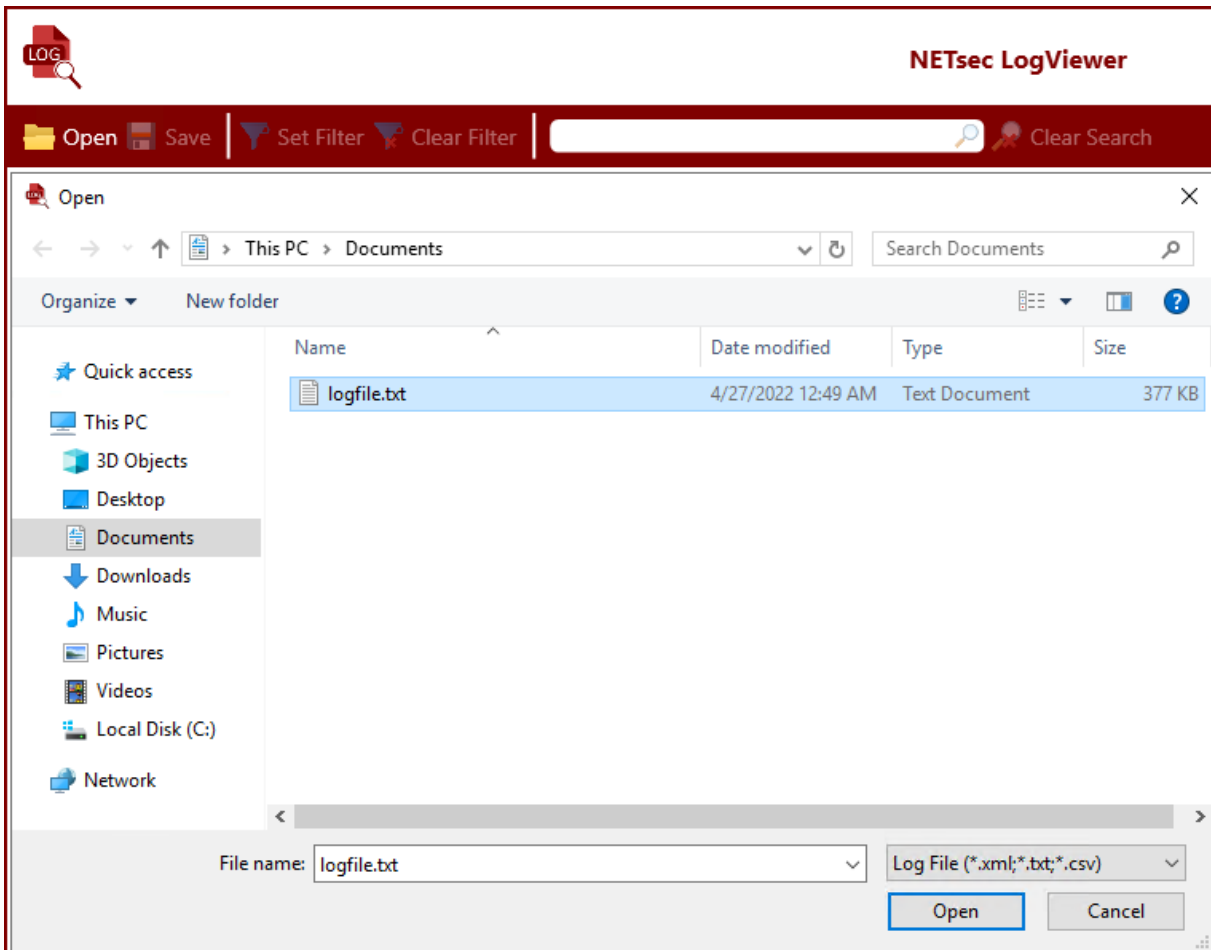 LOG
NETsec LogViewer
Open Save Set Filter Clear Filter Clear Search
LOG Open
This PC > Documents Search Documents
Organize New folder ?
Name Date modified Type Size
Quick access
logfile.txt 4/27/2022 12:49 AM Text Document 377 KB
This PC
3D Objects
Desktop
Documents
Downloads
Music
Pictures
Videos
Local Disk (C:)
Network
File name: logfile.txt Log File (*.xml;*.txt;*.csv)
Open Cancel